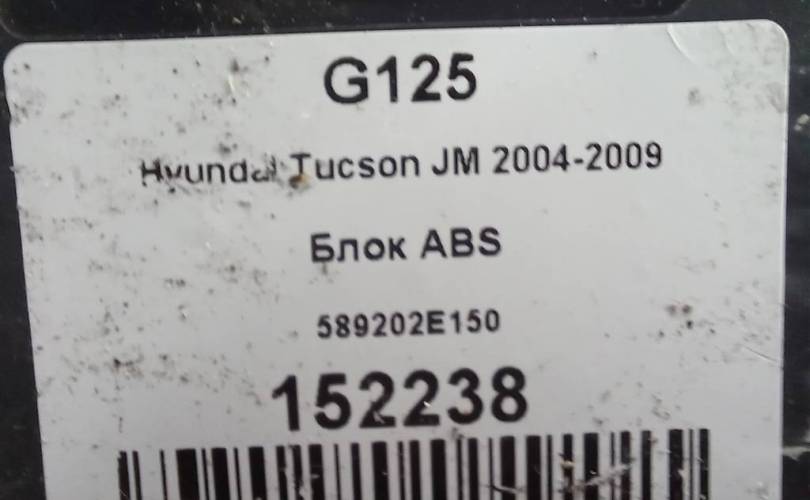 G125
Hyundai Tucson JM 2004-2009
Блок ABS
589202E150
152238